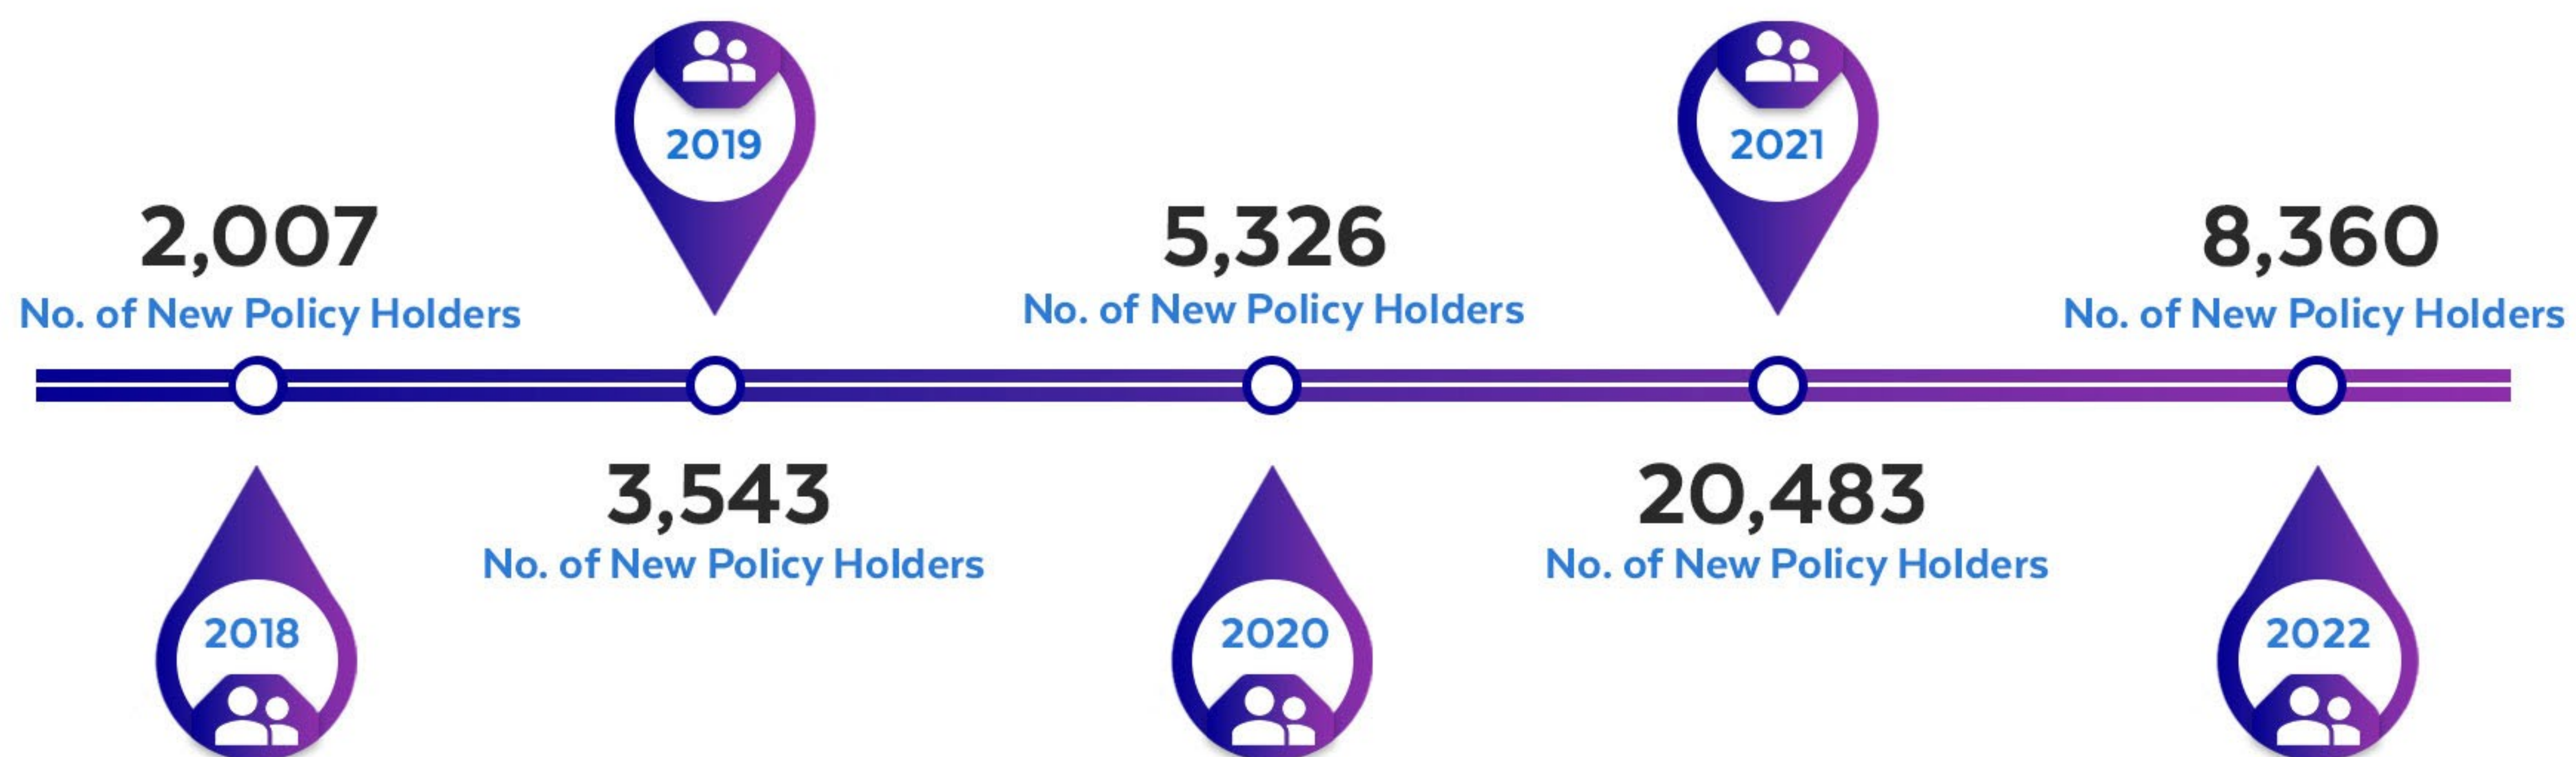 2019
2021
2,007
No. of New Policy Holders
5,326
No. of New Policy Holders
8,360
No. of New Policy Holders
3,543
No. of New Policy Holders
20,483
No. of New Policy Holders
2018
2020
2022